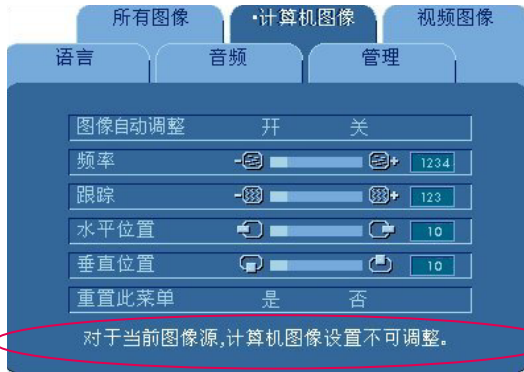 所有图像 •计算机图像 视频图像
语言 音频 管理
图像自动调整 开 关
频率 - + 1234
跟踪 - + 123
水平位置 10
垂直位置 10
重置此菜单 是 否
对于当前图像源,计算机图像设置不可调整。